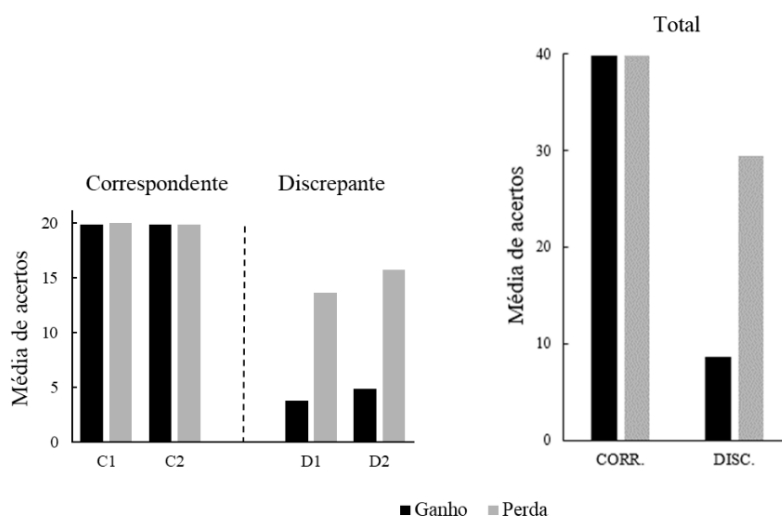 Correspondente Discrepante
Média de acertos
20
15
10
5
0
C1 C2 D1 D2
Total
Média de acertos
40
30
20
10
0
CORR. DISC.
Ganho Perda